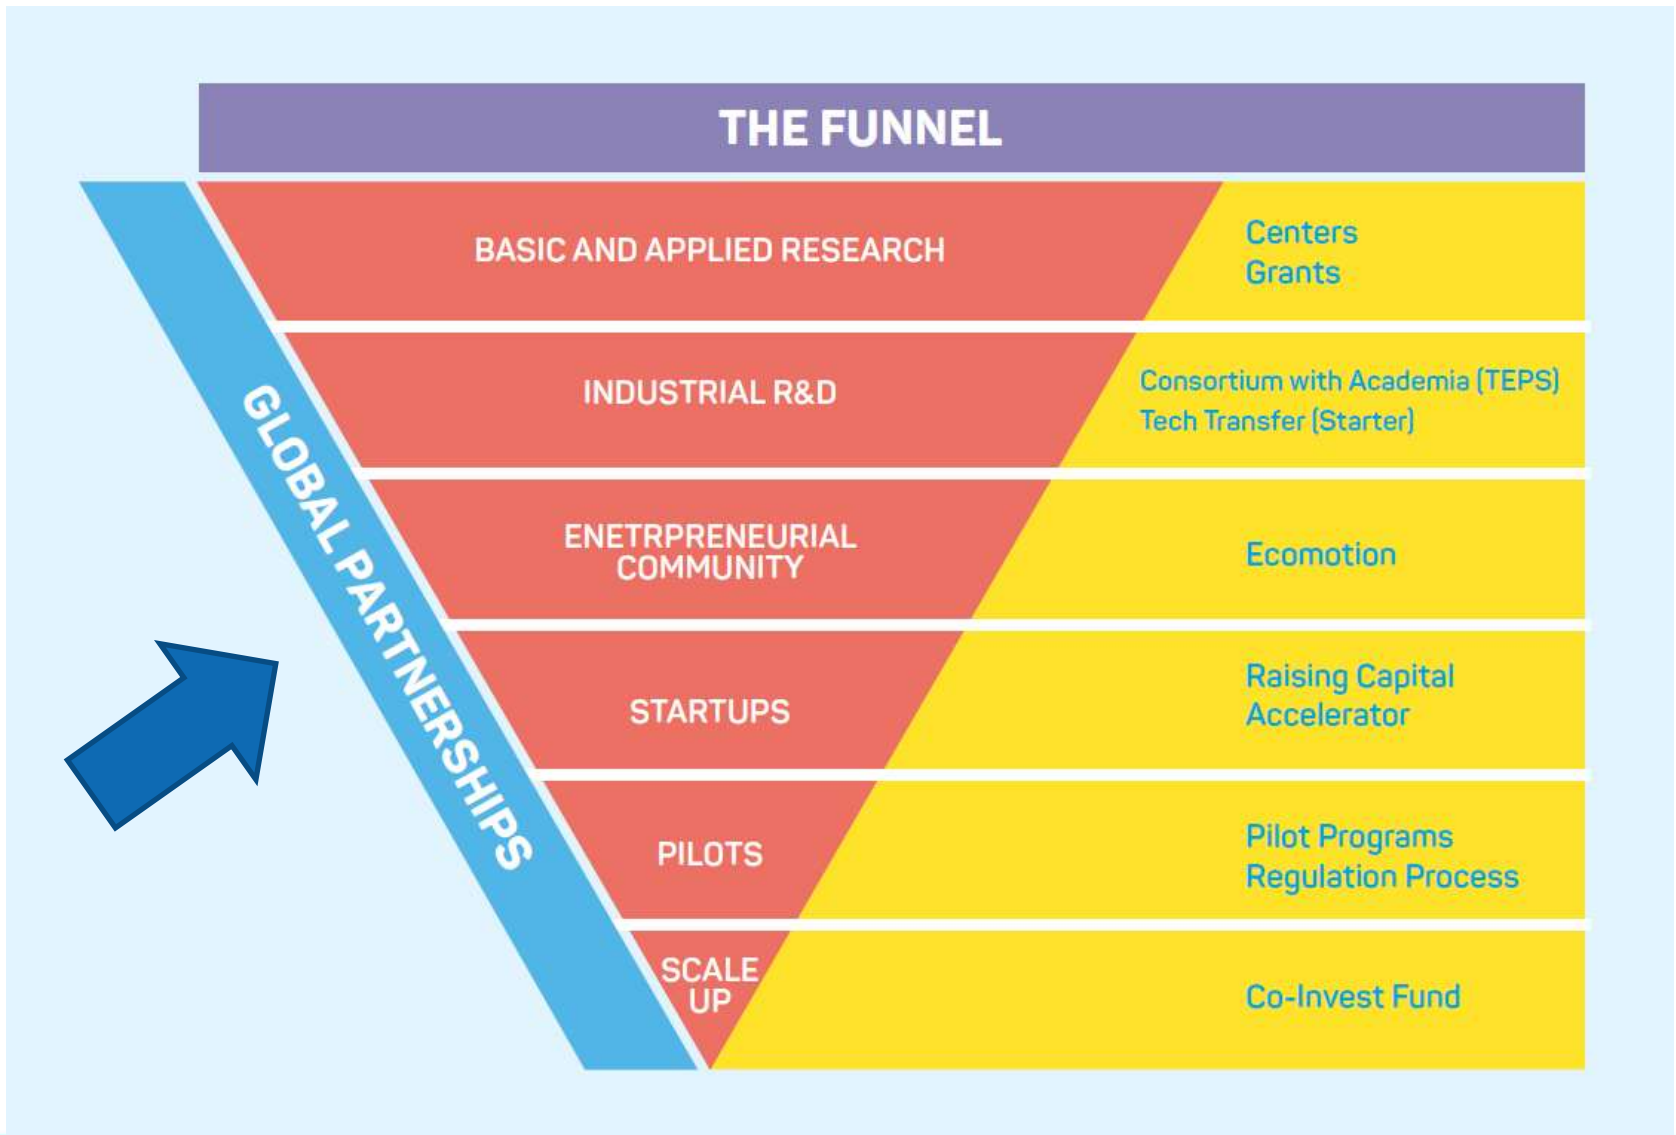 THE FUNNEL
GLOBAL PARTNERSHIPS
BASIC AND APPLIED RESEARCH
Centers
Grants
INDUSTRIAL R&D
Consortium with Academia (TEPS)
Tech Transfer (Starter)
ENETRPRENEURIAL
COMMUNITY
Ecomotion
STARTUPS
Raising Capital
Accelerator
PILOTS
Pilot Programs
Regulation Process
SCALE
UP
Co-Invest Fund